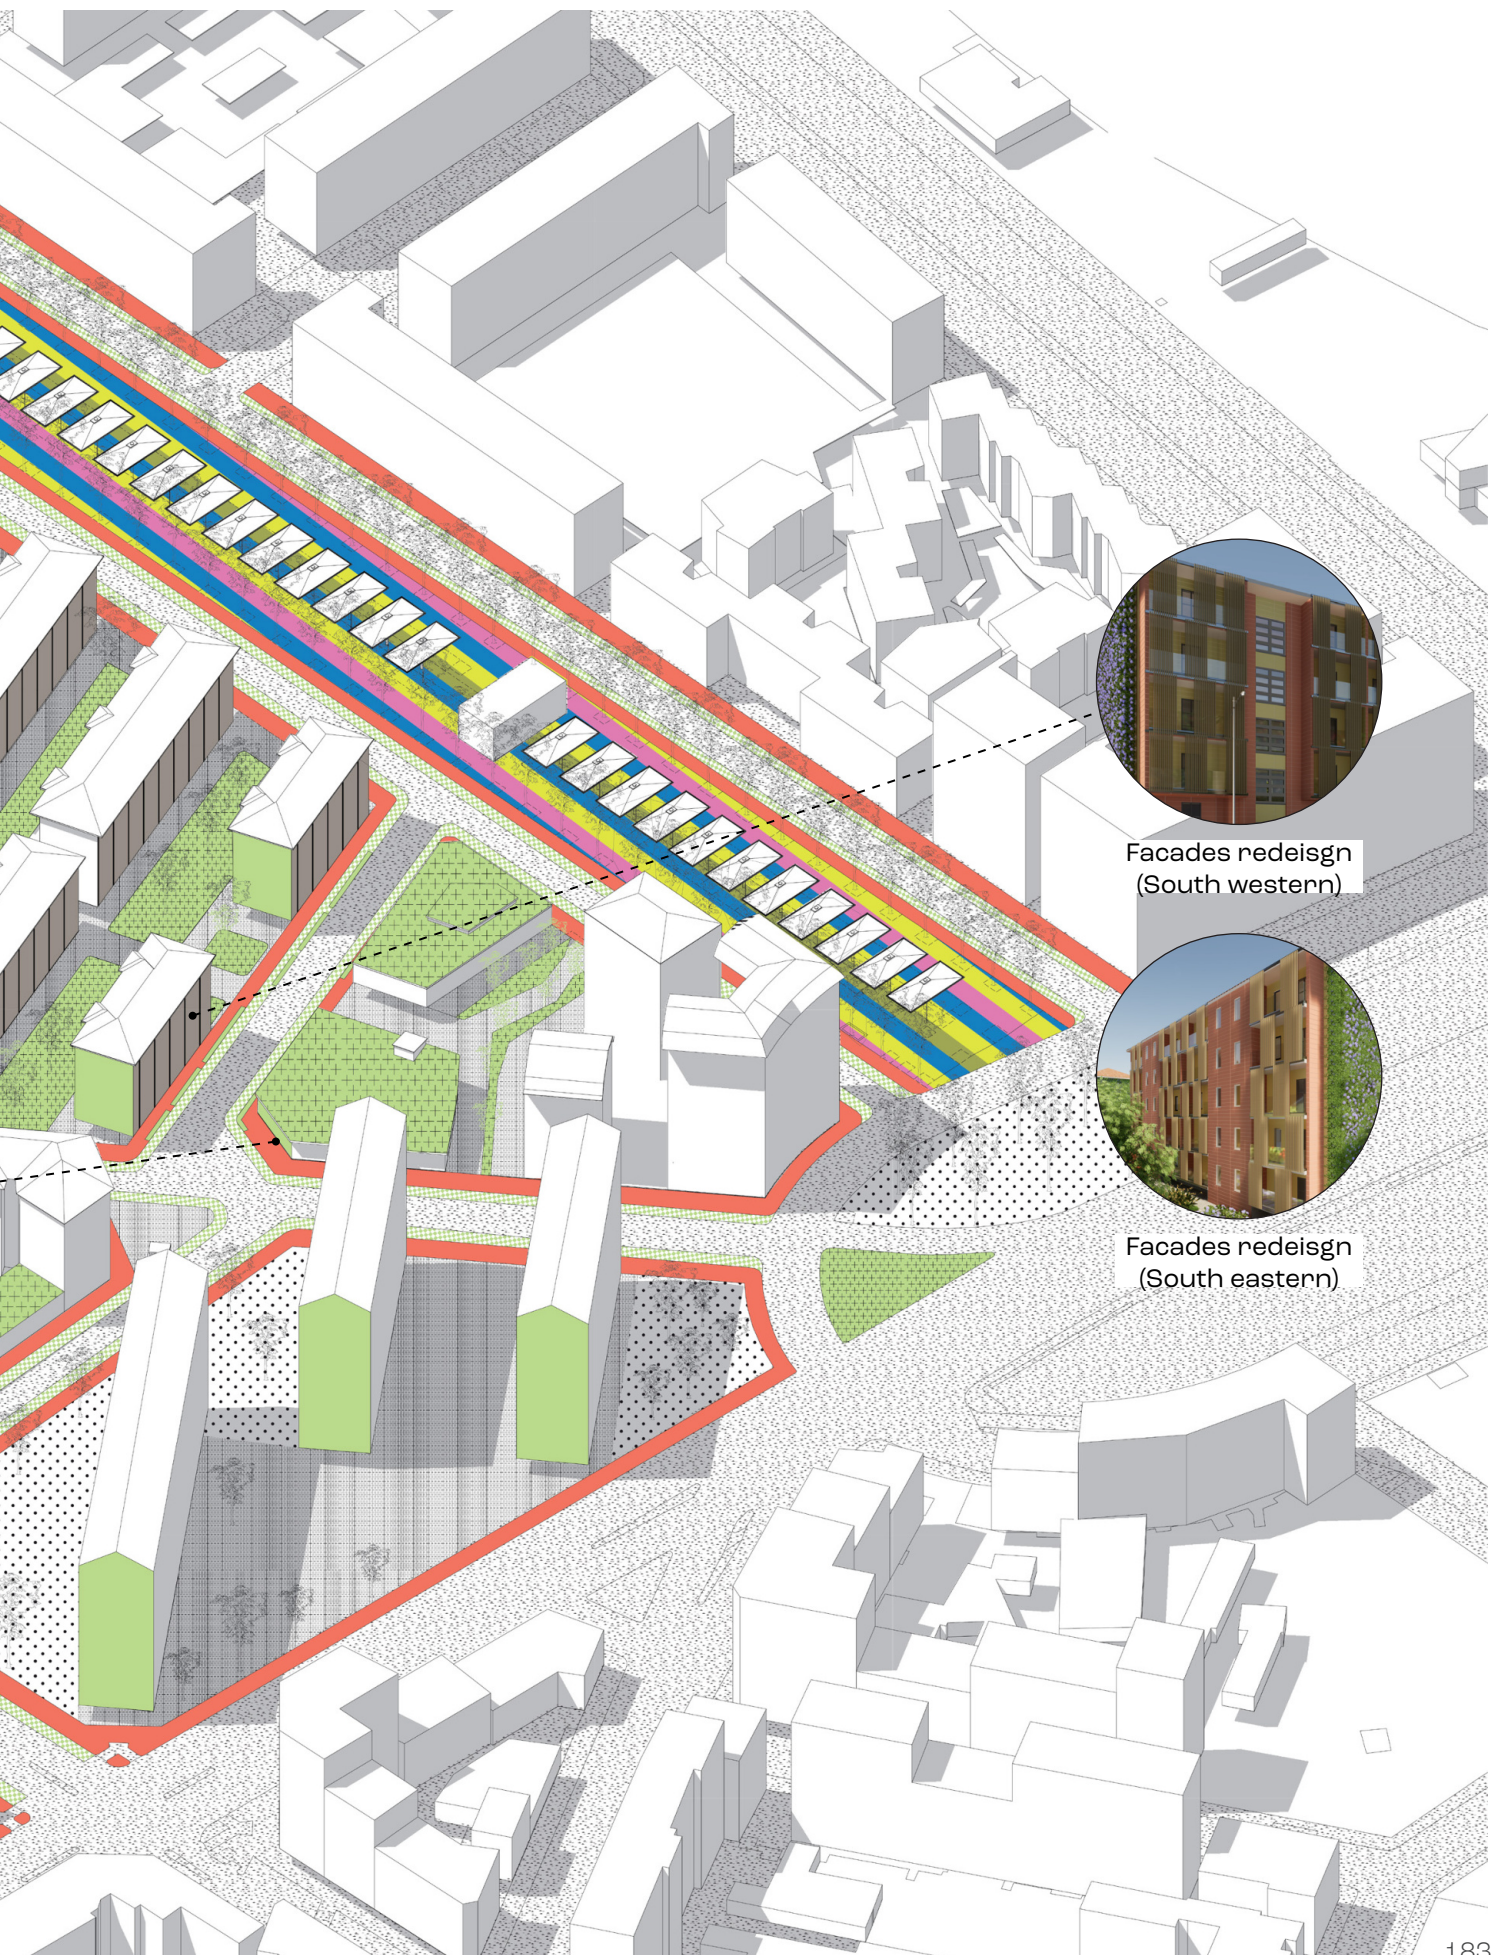 Facades redeisgn
(South western)
Facades redeisgn
(South eastern)
183